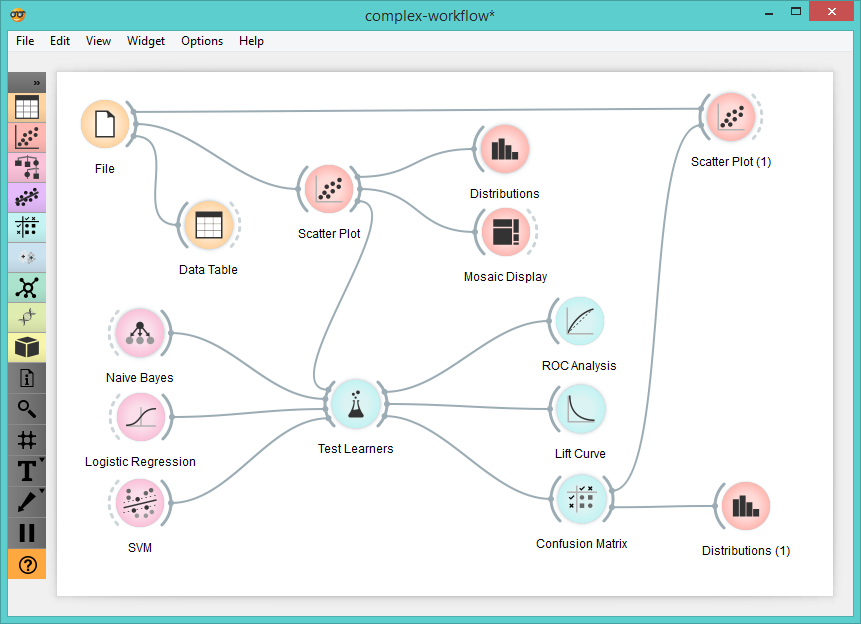 complex-workflow*
File Edit View Widget Options Help
File
Scatter Plot (1)
Distributions
Scatter Plot
Data Table
Mosaic Display
Naive Bayes
ROC Analysis
Test Learners
Lift Curve
Logistic Regression
SVM
Confusion Matrix
Distributions (1)